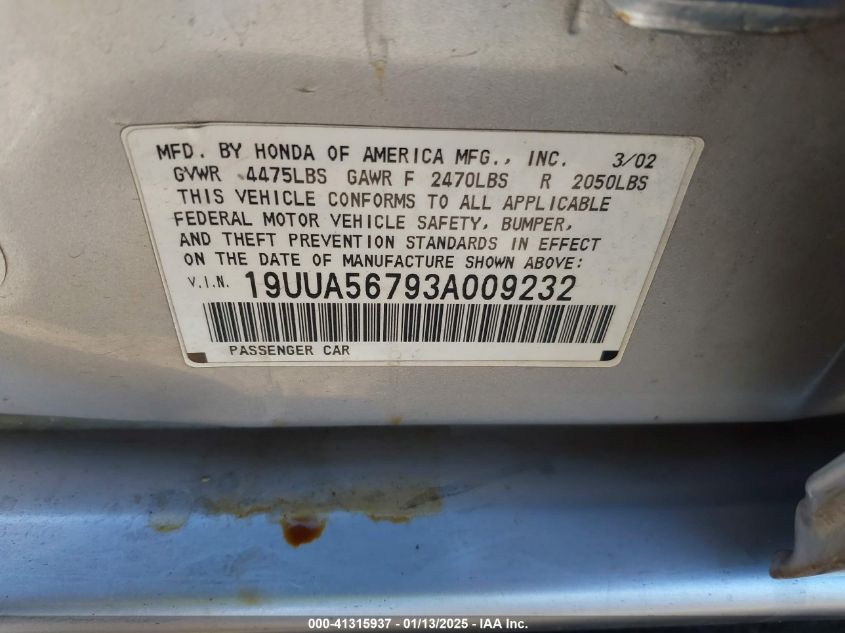 MFD. BY HONDA OF AMERICA MFG., INC. 3/02
GVWR 4475LBS GAWR F 2470LBS R 2050LBS
THIS VEHICLE CONFORMS TO ALL APPLICABLE
FEDERAL MOTOR VEHICLE SAFETY, BUMPER,
AND THEFT PREVENTION STANDARDS IN EFFECT
ON THE DATE OF MANUFACTURE SHOWN ABOVE:
V.I.N. 19UUA56793A009232
PASSENGER CAR
000-41315937 - 01/13/2025 - IAA Inc.